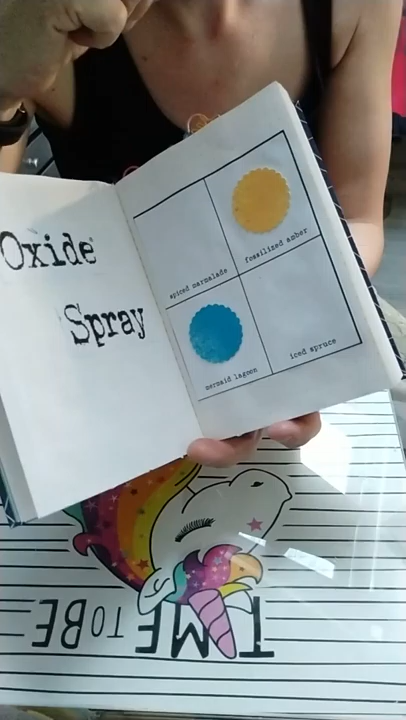 Oxide
Spray
spiced marmalade
fossilized amber
mermaid lagoon
iced spruce
TIME TO BE